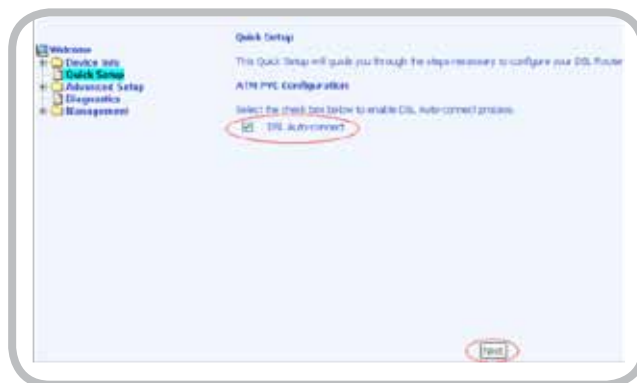 Welcome
Device Info
Quick Setup
Advanced Setup
Diagnostics
Management
Quick Setup
This Quick Setup will guide you through the steps necessary to configure your DSL Router
ATM PVC Configuration
Select the check box below to enable DSL Auto-connect process
DSL Auto-connect
Next